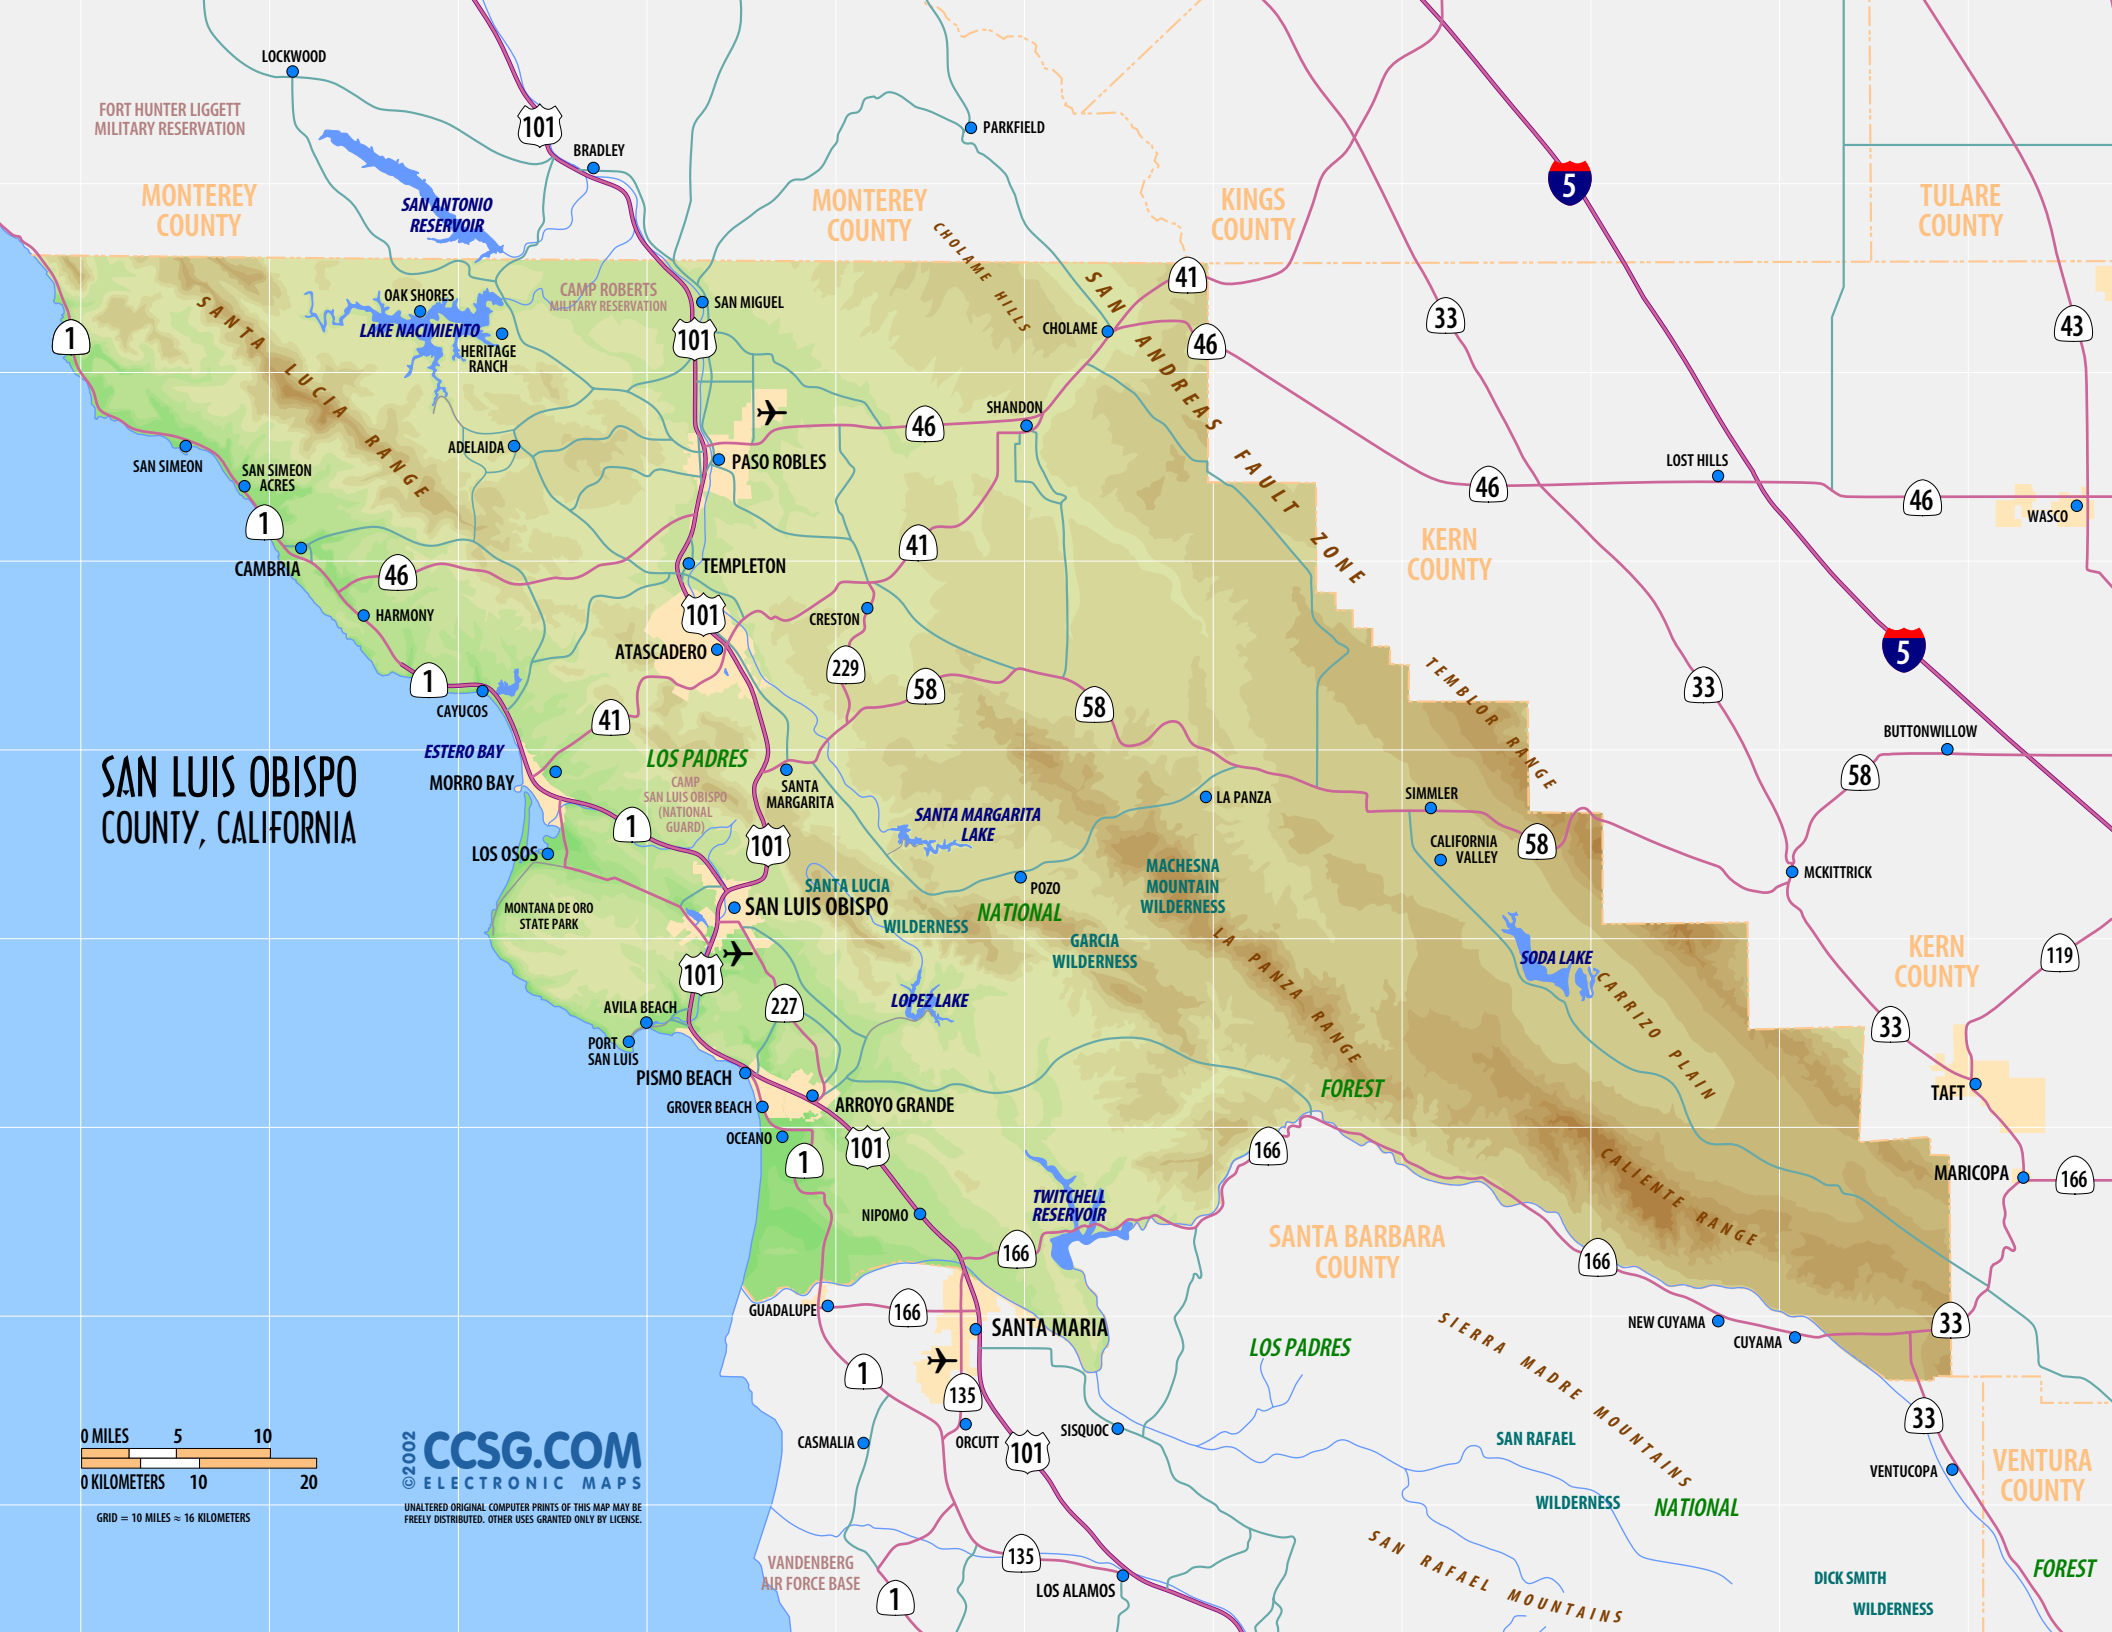 LOCKWOOD
FORT HUNTER LIGGETT
MILITARY RESERVATION
101
BRADLEY
PARKFIELD
5
MONTEREY
COUNTY
SAN ANTONIO
RESERVOIR
MONTEREY
COUNTY
CHOLAME HILLS
KINGS
COUNTY
TULARE
COUNTY
SAN ANDREAS FAULT ZONE
41
OAK SHORES
LAKE NACIMIENTO
HERITAGE
RANCH
CAMP ROBERTS
MILITARY RESERVATION
SAN MIGUEL
101
CHOLAME
46
33
43
1
SANTA LUCIA RANGE
SHANDON
46
ADELAIDA
PASO ROBLES
SAN SIMEON
SAN SIMEON
ACRES
LOST HILLS
46
46
WASCO
1
CAMBRIA
46
41
TEMPLETON
KERN
COUNTY
HARMONY
101
CRESTON
ATASCADERO
229
58
58
TEMBLOR RANGE
33
5
1
CAYUCOS
41
BUTTONWILLOW
58
SAN LUIS OBISPO
COUNTY, CALIFORNIA
ESTERO BAY
MORRO BAY
LOS PADRES
CAMP
SAN LUIS OBISPO
(NATIONAL
GUARD)
SANTA
MARGARITA
LA PANZA
SIMMLER
1
101
SANTA MARGARITA
LAKE
CALIFORNIA
VALLEY
58
LOS OSOS
MACHESNA
MOUNTAIN
WILDERNESS
MCKITTRICK
SANTA LUCIA
WILDERNESS
SAN LUIS OBISPO
POZO
NATIONAL
MONTANA DE ORO
STATE PARK
GARCIA
WILDERNESS
LA PANZA RANGE
SODA LAKE
CARRIZO PLAIN
KERN
COUNTY
119
101
227
LOPEZ LAKE
AVILA BEACH
PORT
SAN LUIS
33
PISMO BEACH
GROVER BEACH
ARROYO GRANDE
FOREST
TAFT
OCEANO
1
101
166
CALIENTE RANGE
MARICOPA
166
NIPOMO
TWITCHELL
RESERVOIR
166
SANTA BARBARA
COUNTY
166
GUADALUPE
166
SANTA MARIA
LOS PADRES
SIERRA MADRE MOUNTAINS
NEW CUYAMA
CUYAMA
33
1
135
33
CASMALIA
ORCUTT
101
SISQUOC
SAN RAFAEL
WILDERNESS
NATIONAL
VENTUCOPA
VENTURA
COUNTY
0 MILES 5 10
0 KILOMETERS 10 20
GRID = 10 MILES ≈ 16 KILOMETERS
©2002
CCSG.COM
ELECTRONIC MAPS
UNALTERED ORIGINAL COMPUTER PRINTS OF THIS MAP MAY BE
FREELY DISTRIBUTED. OTHER USES GRANTED ONLY BY LICENSE.
VANDENBERG
AIR FORCE BASE
1
135
LOS ALAMOS
SAN RAFAEL MOUNTAINS
DICK SMITH
WILDERNESS
FOREST